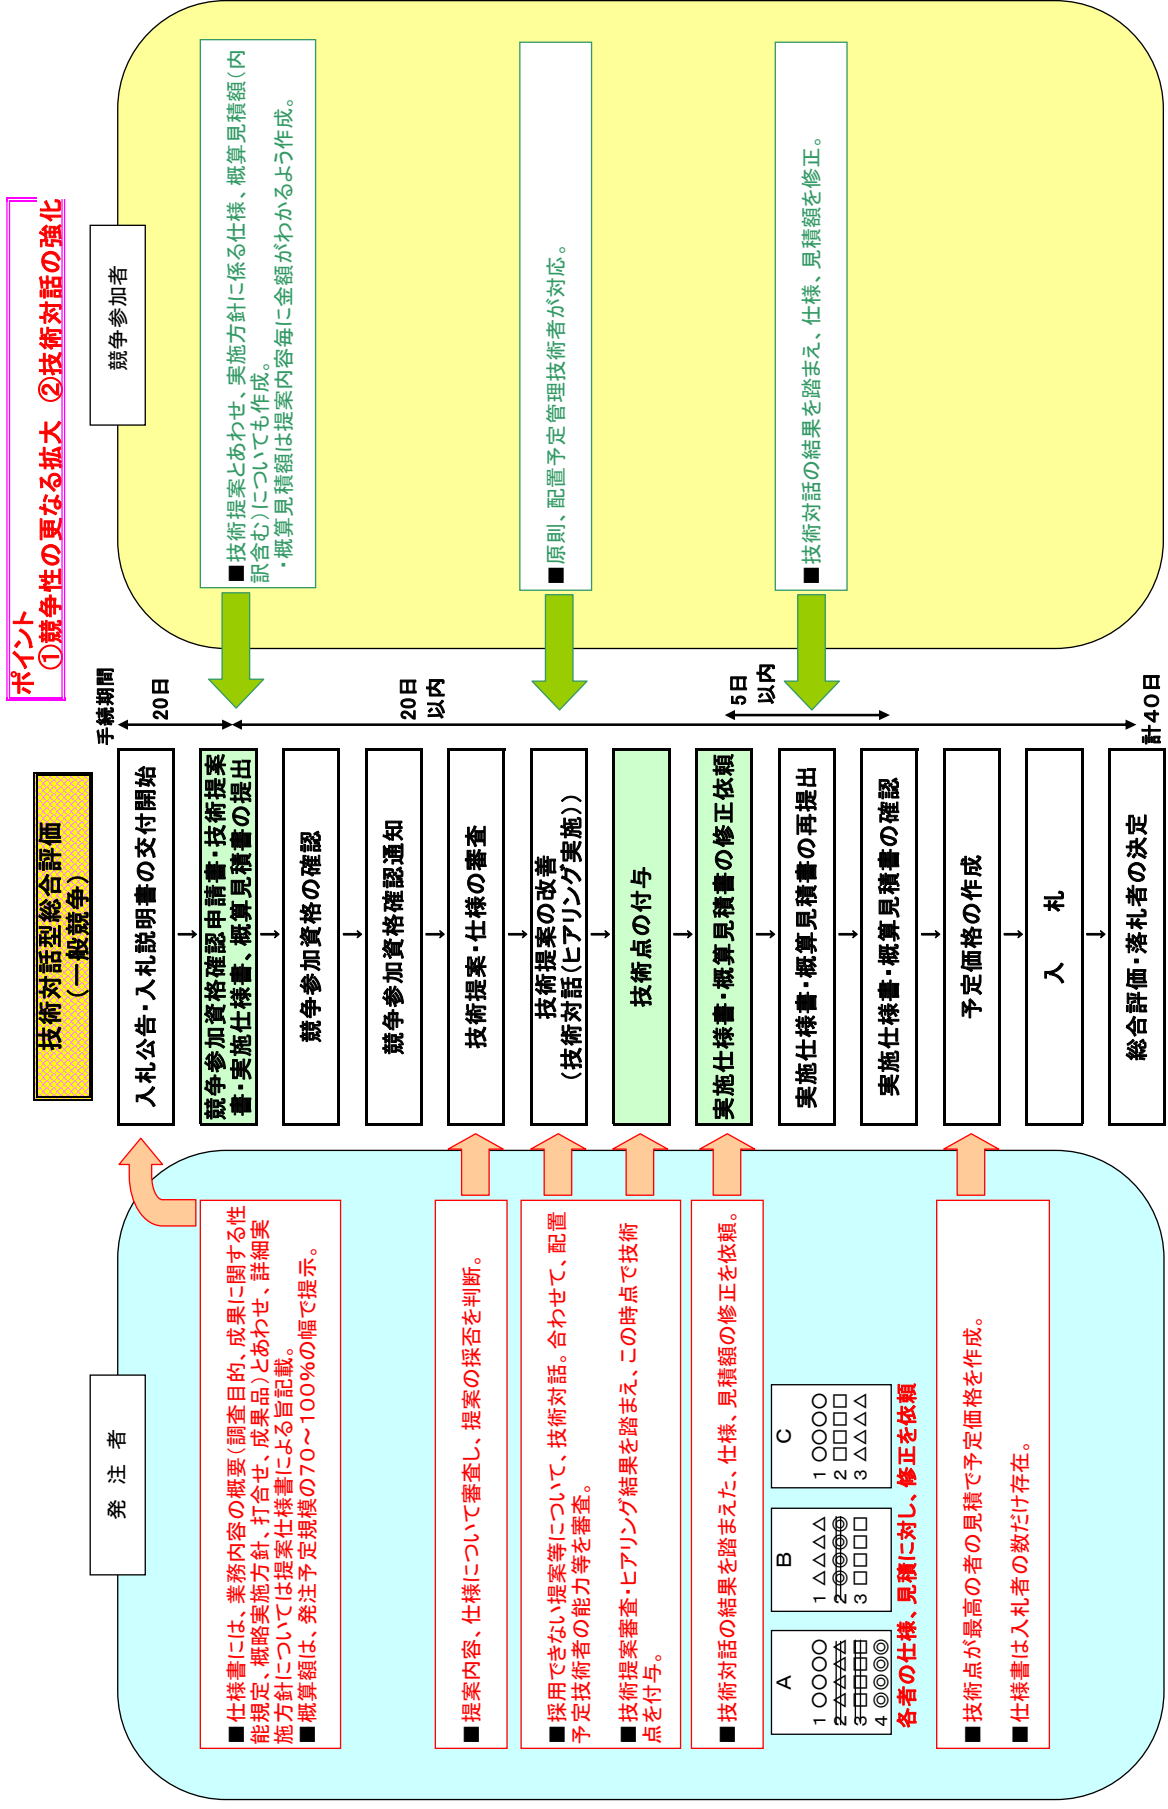 ポイント
①競争性の更なる拡大 ②技術対話の強化
技術対話型総合評価
（一般競争）
発 注 者
手続期間
競争参加者
■仕様書には、業務内容の概要（調査目的、成果に関する性
能規定、概略実施方針、打合せ、成果品）とあわせ、詳細実
施方針については提案仕様書による旨記載。
■概算額は、発注予定規模の70～100％の幅で提示。
■提案内容、仕様について審査し、提案の採否を判断。
■採用できない提案等について、技術対話。合わせて、配置
予定技術者の能力等を審査。
■技術提案審査・ヒアリング結果を踏まえ、この時点で技術
点を付与。
■技術対話の結果を踏まえた、仕様、見積額の修正を依頼。
A
1 ○○○○
2 △△△△
3 □□□□
4 ◎◎◎◎
B
1 △△△△
2 ◎◎◎◎
3 □□□□
C
1 ○○○○
2 □□□□
3 △△△△
各者の仕様、見積に対し、修正を依頼
■技術点が最高の者の見積で予定価格を作成。
■仕様書は入札者の数だけ存在。
入札公告・入札説明書の交付開始
競争参加資格確認申請書・技術提案
書・実施仕様書、概算見積書の提出
競争参加資格の確認
競争参加資格確認通知
技術提案・仕様の審査
技術提案の改善
（技術対話（ヒアリング実施））
技術点の付与
実施仕様書・概算見積書の修正依頼
実施仕様書・概算見積書の再提出
実施仕様書・概算見積書の確認
予定価格の作成
入 札
総合評価・落札者の決定
20日
20日
以内
5日
以内
計40日
■技術提案とあわせ、実施方針に係る仕様、概算見積額（内
訳含む）についても作成。
・概算見積額は提案内容毎に金額がわかるよう作成。
■原則、配置予定管理技術者が対応。
■技術対話の結果を踏まえ、仕様、見積額を修正。